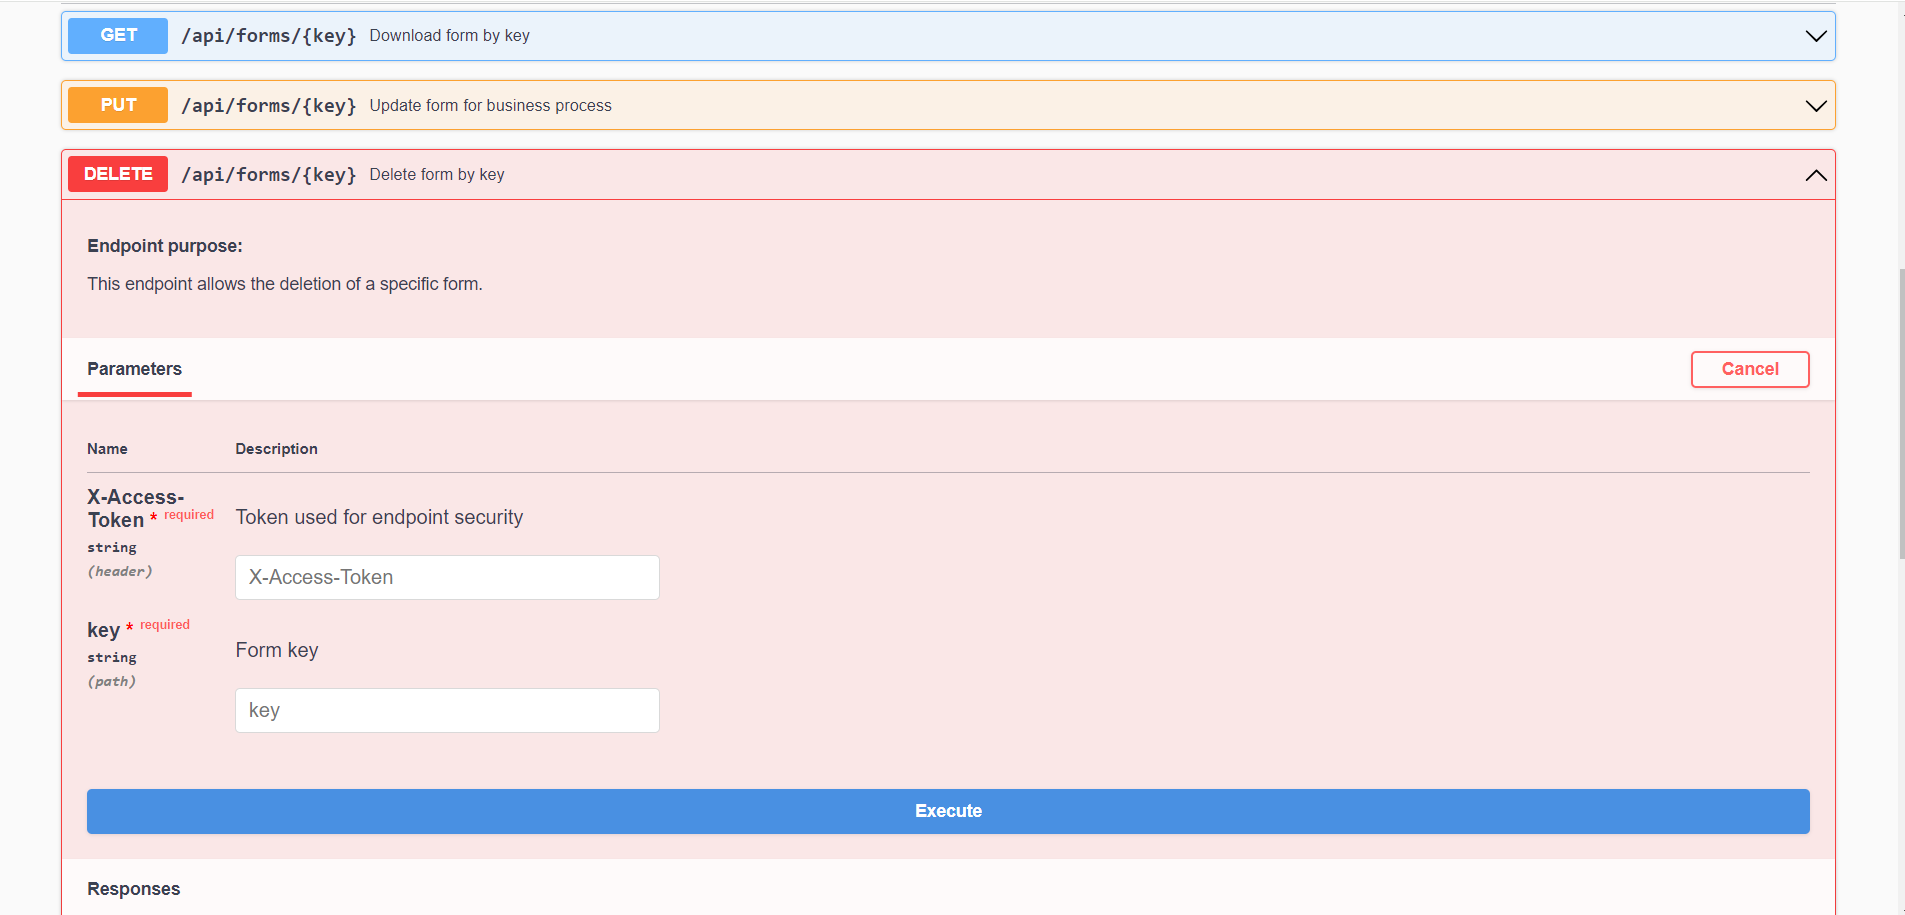 GET /api/forms/{key} Download form by key
PUT /api/forms/{key} Update form for business process
DELETE /api/forms/{key} Delete form by key
Endpoint purpose:
This endpoint allows the deletion of a specific form.
Parameters
Cancel
Name Description
X-Access-
Token * required
string
(header)
Token used for endpoint security
X-Access-Token
key * required
string
(path)
Form key
key
Execute
Responses